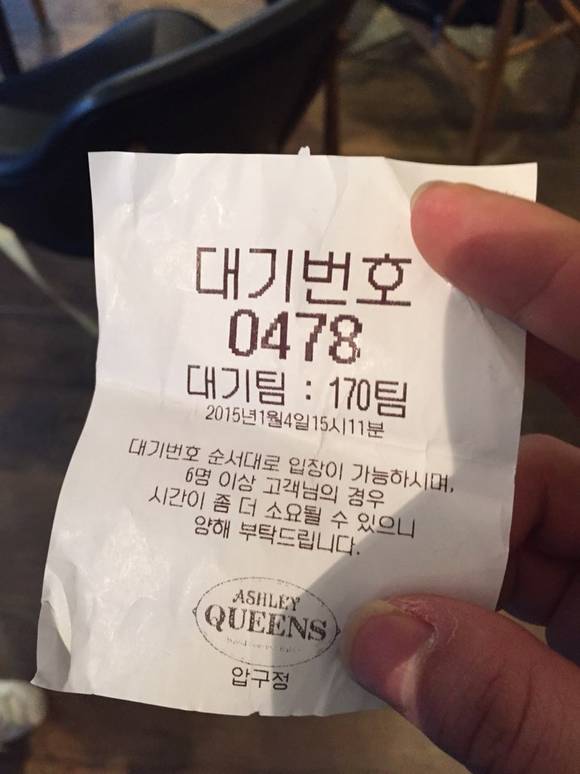 대기번호
0478
대기팀 : 170팀
2015년1월4일15시11분
대기번호 순서대로 입장이 가능하시며,
6명 이상 고객님의 경우
시간이 좀 더 소요될 수 있으니
양해 부탁드립니다.
ASHLEY
QUEENS
압구정